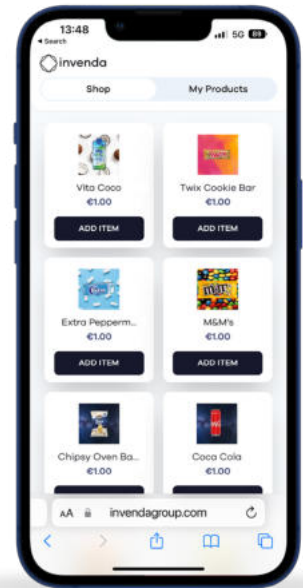 13:48
Search
5G 89
invenda
Shop
My Products
Vita Coco
€1.00
ADD ITEM
Twix Cookie Bar
€1.00
ADD ITEM
Extra Pepperm...
€1.00
ADD ITEM
M&M's
€1.00
ADD ITEM
Chipsy Oven Ba...
€1.00
Coca Cola
€1.00
AA
invendagroup.com